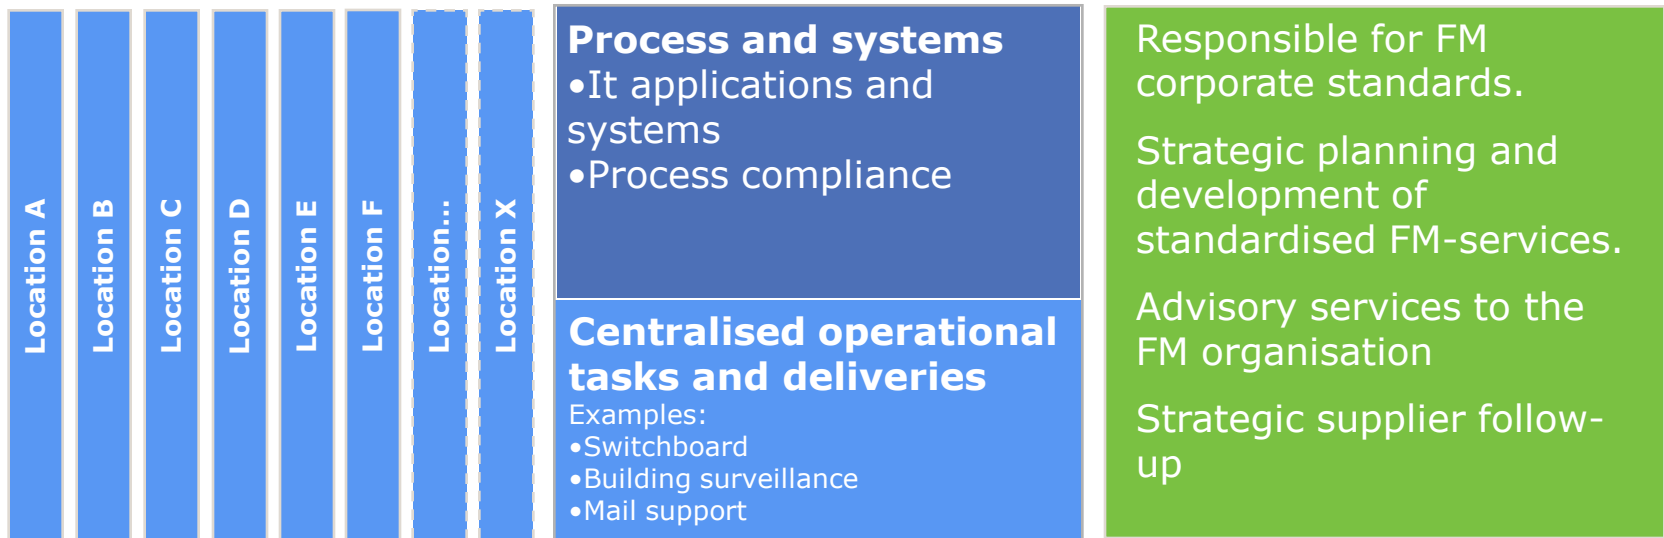 Location A
Location B
Location C
Location D
Location E
Location F
Location...
Location X
Process and systems
•It applications and
systems
•Process compliance
Centralised operational
tasks and deliveries
Examples:
•Switchboard
•Building surveillance
•Mail support
Responsible for FM
corporate standards.
Strategic planning and
development of
standardised FM-services.
Advisory services to the
FM organisation
Strategic supplier follow-
up